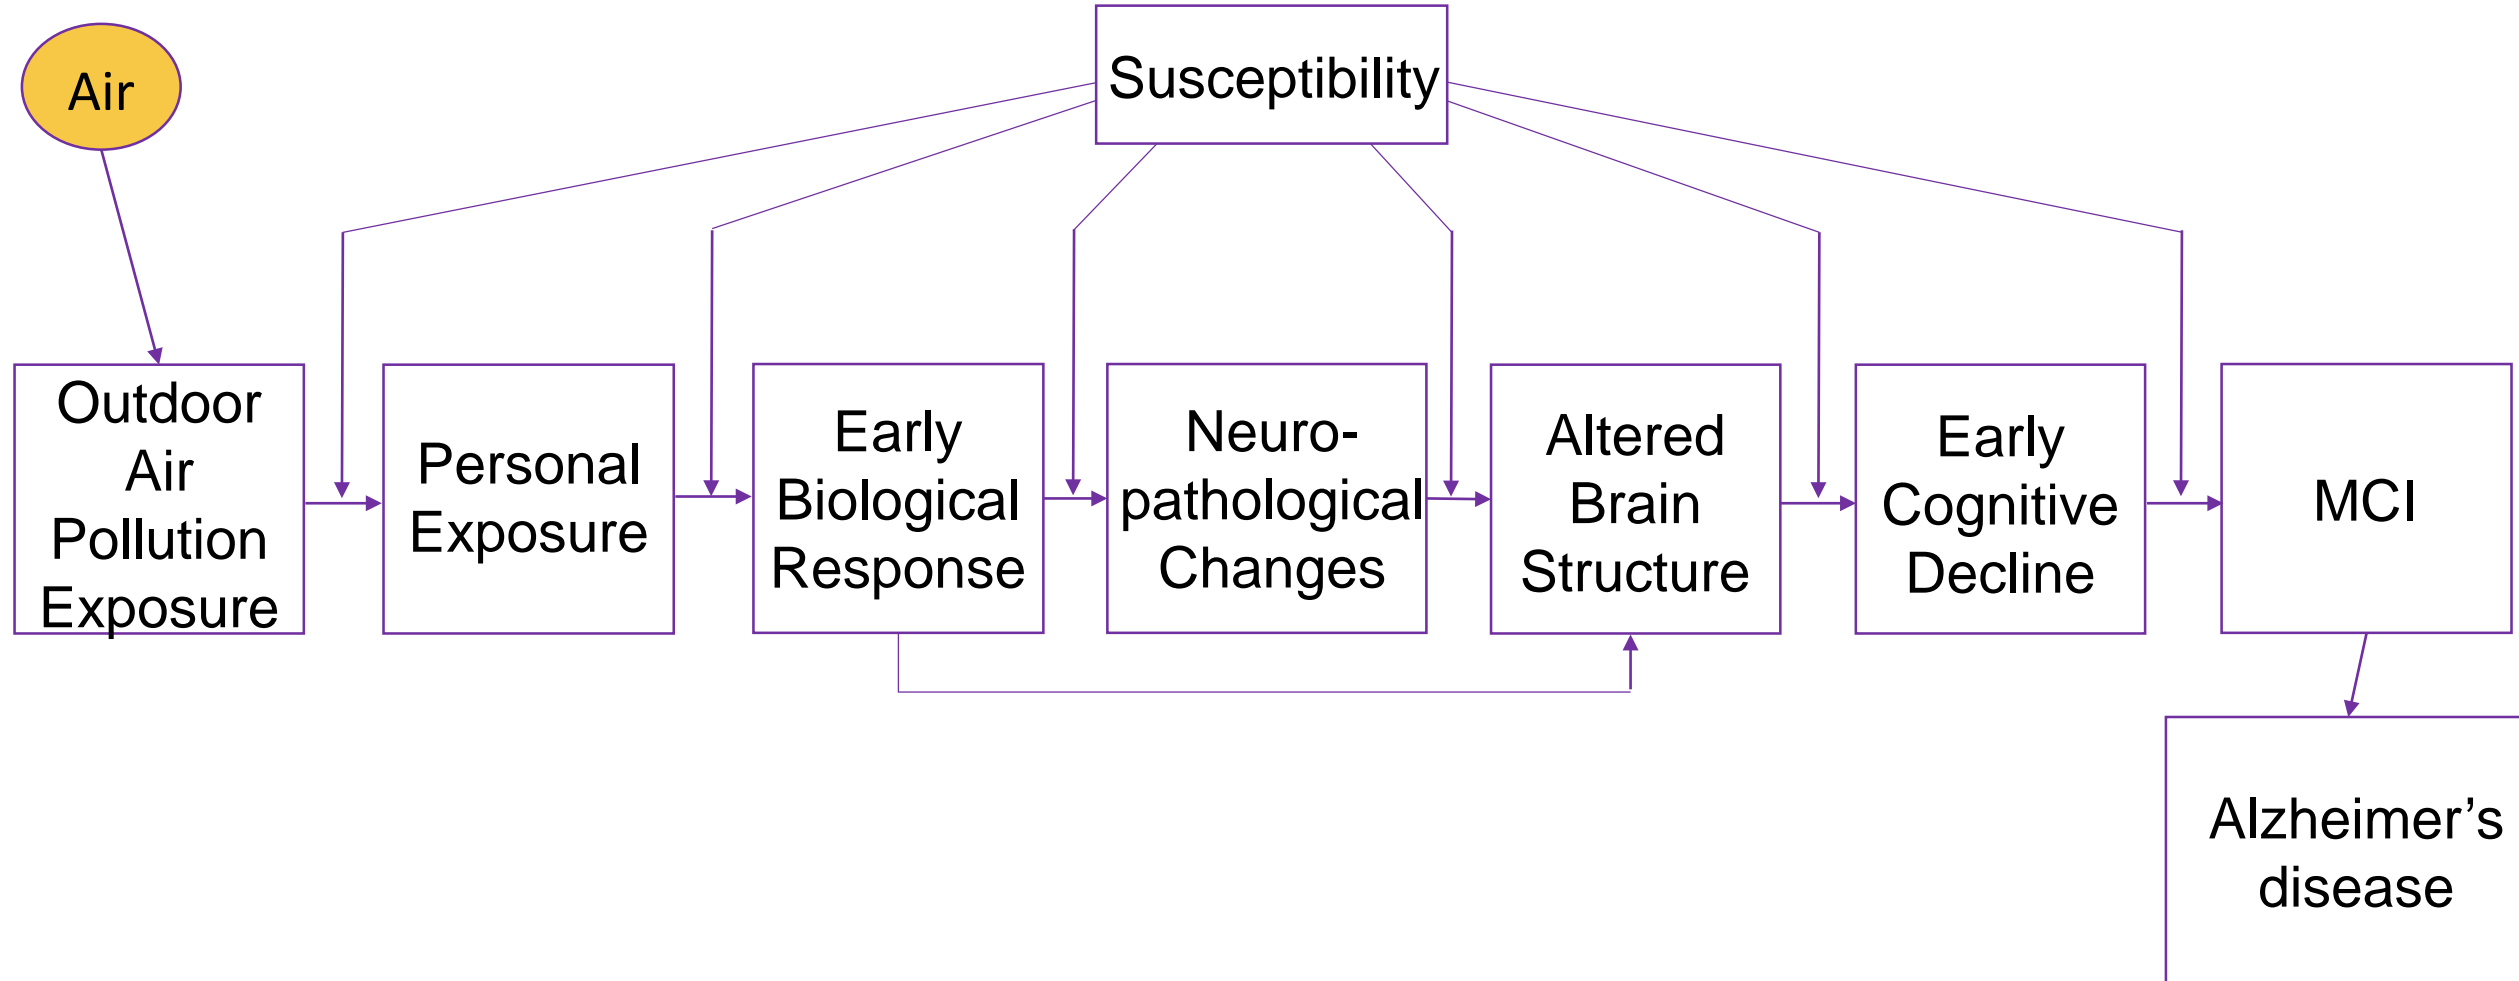 Air
Susceptibility
Outdoor
Air
Pollution
Exposure
Personal
Exposure
Early
Biological
Response
Neuro-
pathological
Changes
Altered
Brain
Structure
Early
Cognitive
Decline
MCI
Alzheimer’s
disease